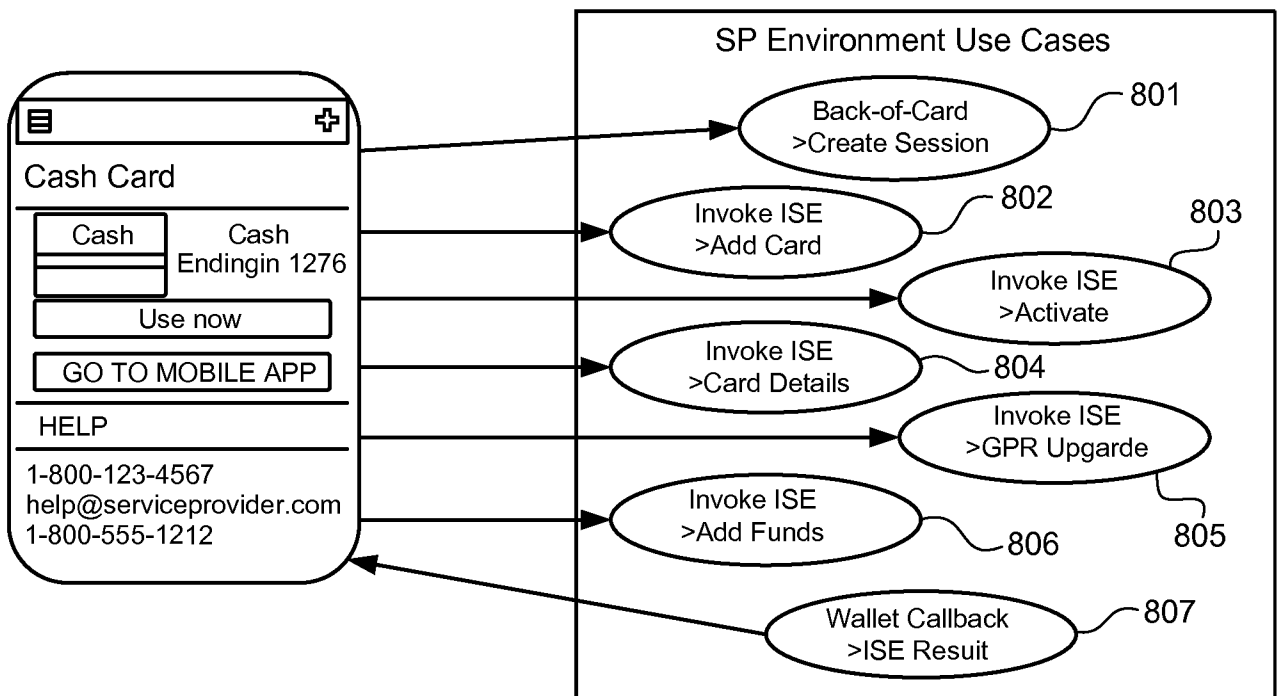 SP Environment Use Cases
Back-of-Card
>Create Session
801
Invoke ISE
>Add Card
802
Invoke ISE
>Activate
803
Invoke ISE
>Card Details
804
Invoke ISE
>GPR Upgarde
805
Invoke ISE
>Add Funds
806
Wallet Callback
>ISE Resuit
807
Cash Card
Cash
Cash
Endingin 1276
Use now
GO TO MOBILE APP
HELP
1-800-123-4567
help@serviceprovider.com
1-800-555-1212